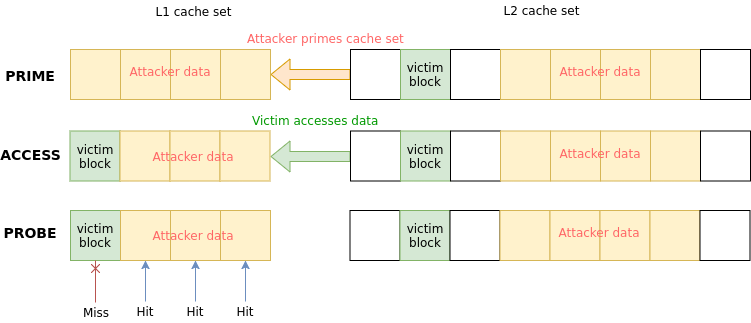 L1 cache set
L2 cache set
Attacker primes cache set
PRIME
Attacker data
victim
block
Attacker data
Victim accesses data
ACCESS
victim
block
Attacker data
victim
block
Attacker data
PROBE
victim
block
Attacker data
victim
block
Attacker data
Miss
Hit
Hit
Hit